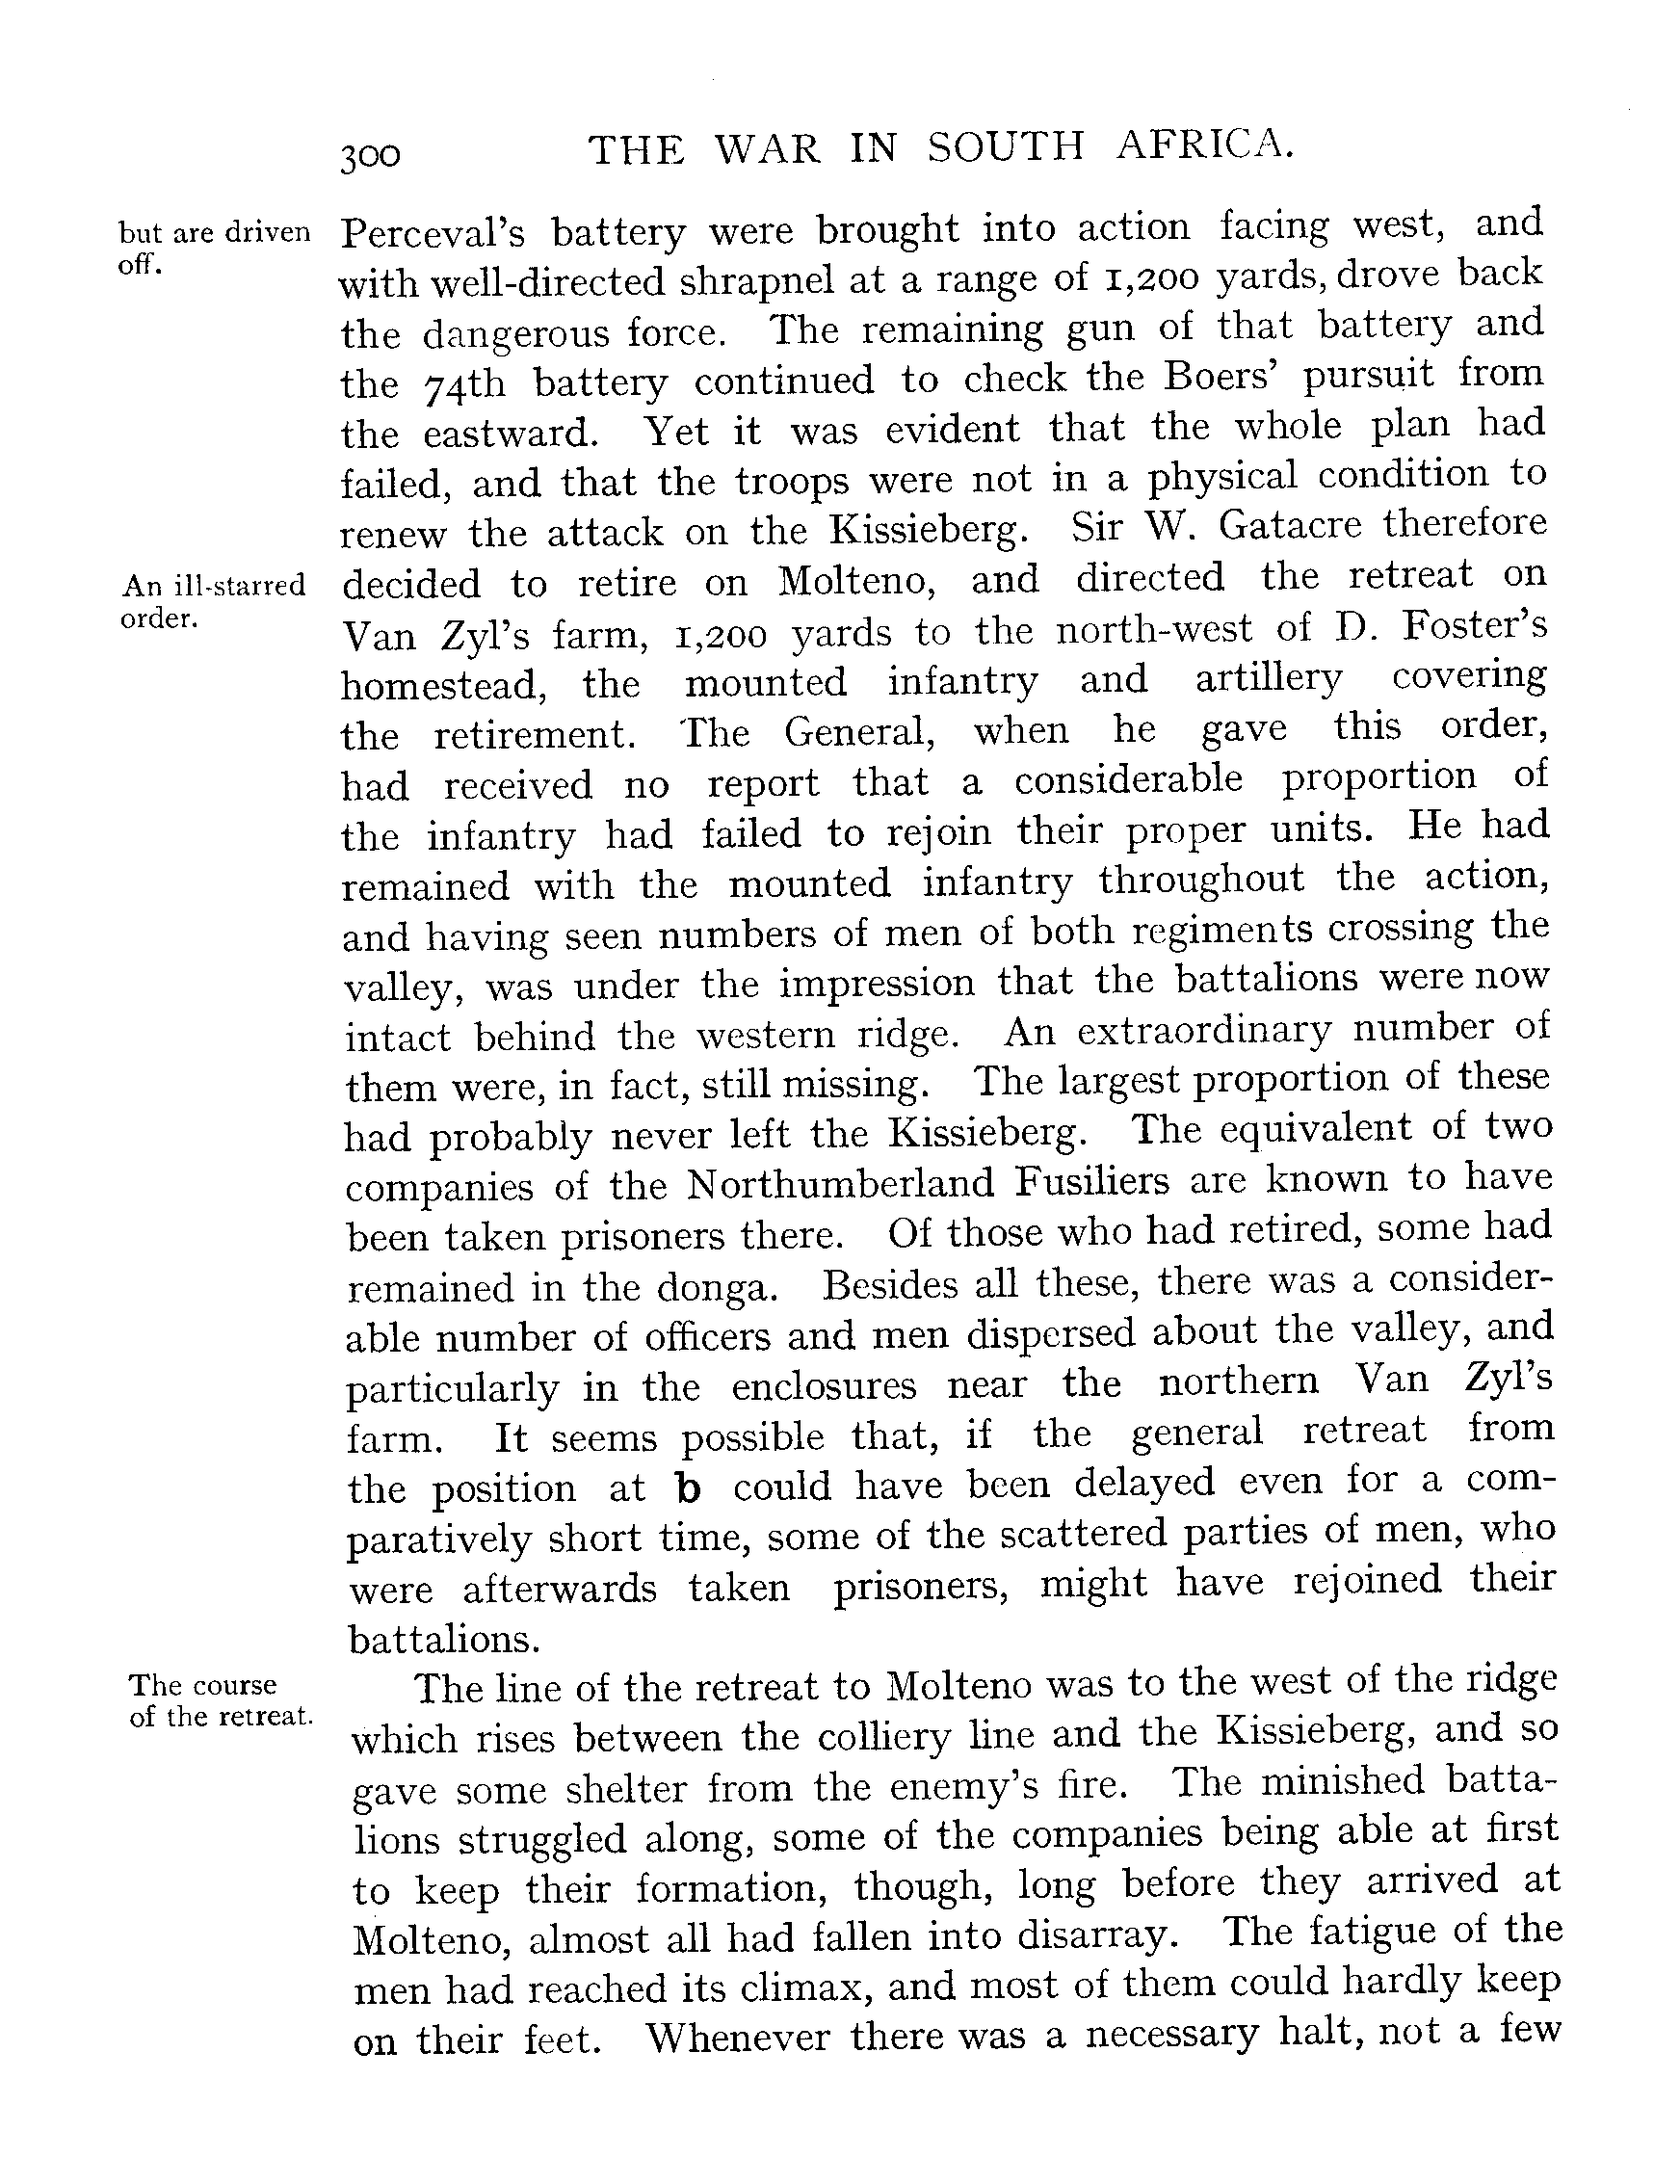 300 THE WAR IN SOUTH AFRICA.
but are driven
off.
Perceval's battery were brought into action facing west, and
with well-directed shrapnel at a range of 1,200 yards, drove back
the dangerous force. The remaining gun of that battery and
the 74th battery continued to check the Boers' pursuit from
the eastward. Yet it was evident that the whole plan had
failed, and that the troops were not in a physical condition to
renew the attack on the Kissieberg. Sir W. Gatacre therefore
An ill-starred
order.
decided to retire on Molteno, and directed the retreat on
Van Zyl's farm, 1,200 yards to the north-west of D. Foster's
homestead, the mounted infantry and artillery covering
the retirement. The General, when he gave this order,
had received no report that a considerable proportion of
the infantry had failed to rejoin their proper units. He had
remained with the mounted infantry throughout the action,
and having seen numbers of men of both regiments crossing the
valley, was under the impression that the battalions were now
intact behind the western ridge. An extraordinary number of
them were, in fact, still missing. The largest proportion of these
had probably never left the Kissieberg. The equivalent of two
companies of the Northumberland Fusiliers are known to have
been taken prisoners there. Of those who had retired, some had
remained in the donga. Besides all these, there was a consider-
able number of officers and men dispersed about the valley, and
particularly in the enclosures near the northern Van Zyl's
farm. It seems possible that, if the general retreat from
the position at b could have been delayed even for a com-
paratively short time, some of the scattered parties of men, who
were afterwards taken prisoners, might have rejoined their
battalions.
The course
of the retreat.
The line of the retreat to Molteno was to the west of the ridge
which rises between the colliery line and the Kissieberg, and so
gave some shelter from the enemy's fire. The minished batta-
lions struggled along, some of the companies being able at first
to keep their formation, though, long before they arrived at
Molteno, almost all had fallen into disarray. The fatigue of the
men had reached its climax, and most of them could hardly keep
on their feet. Whenever there was a necessary halt, not a few